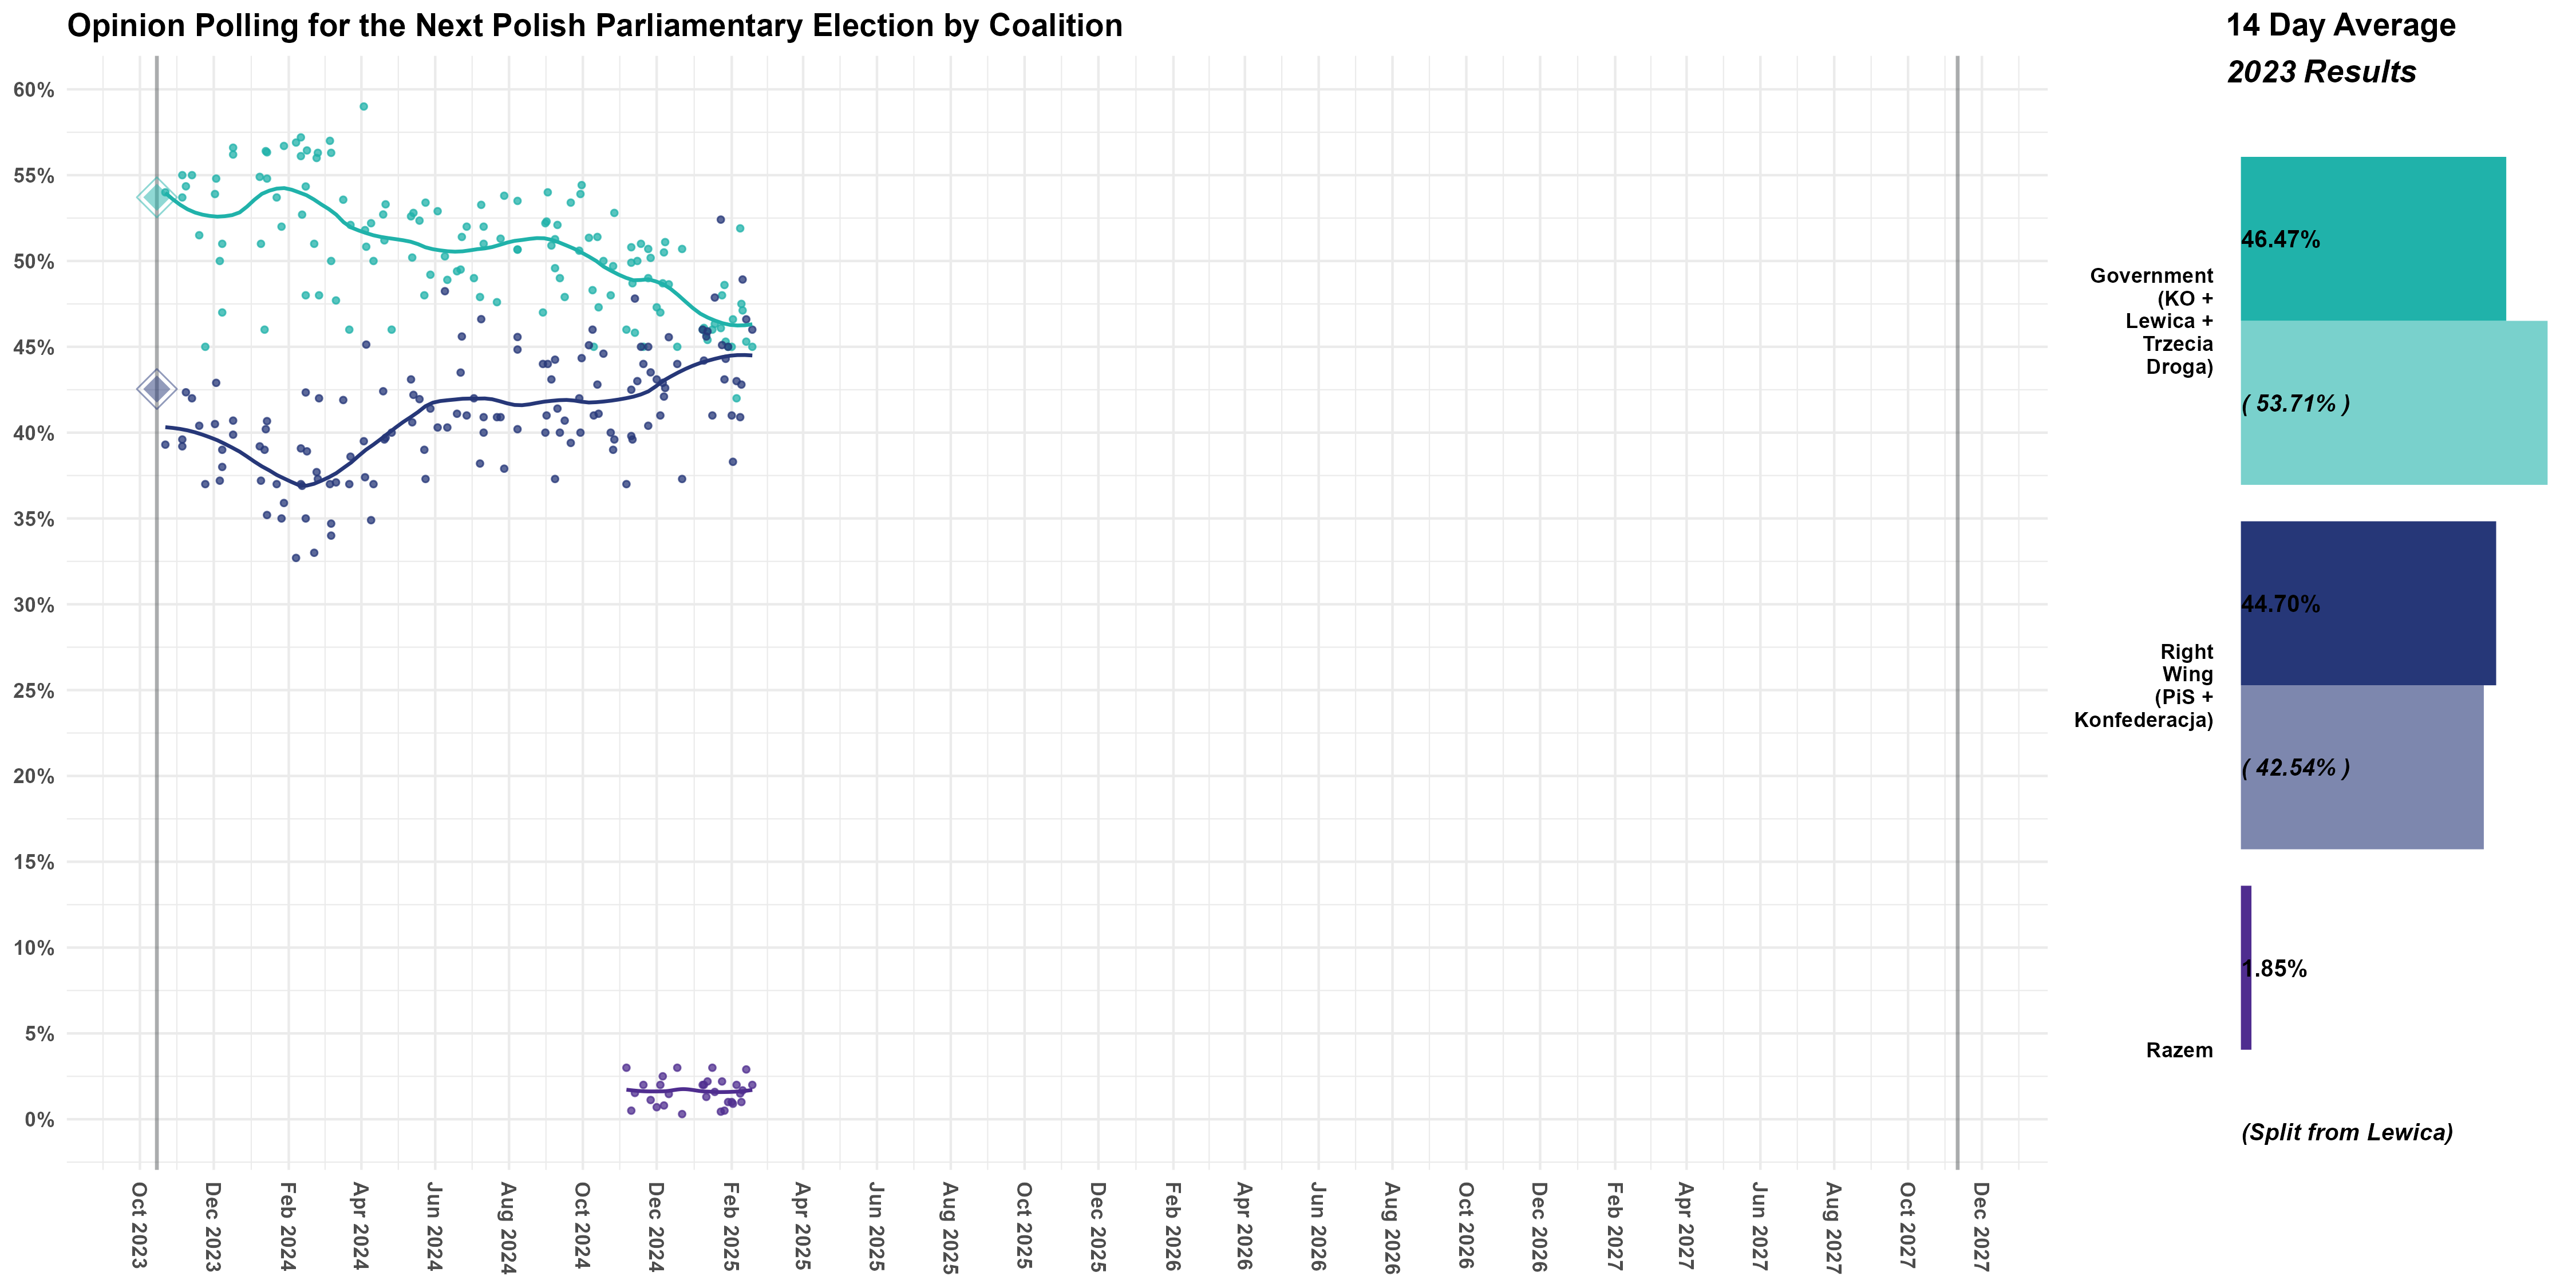 Opinion Polling for the Next Polish Parliamentary Election by Coalition
60%
55%
50%
45%
40%
35%
30%
25%
20%
15%
10%
5%
0%
Oct 2023
Dec 2023
Feb 2024
Apr 2024
Jun 2024
Aug 2024
Oct 2024
Dec 2024
Feb 2025
Apr 2025
Jun 2025
Aug 2025
Oct 2025
Dec 2025
Feb 2026
Apr 2026
Jun 2026
Aug 2026
Oct 2026
Dec 2026
Feb 2027
Apr 2027
Jun 2027
Aug 2027
Oct 2027
Dec 2027
14 Day Average
2023 Results
Government
(KO +
Lewica +
Trzecia
Droga)
46.47%
( 53.71% )
Right
Wing
(PiS +
Konfederacja)
44.70%
( 42.54% )
Razem
1.85%
(Split from Lewica)